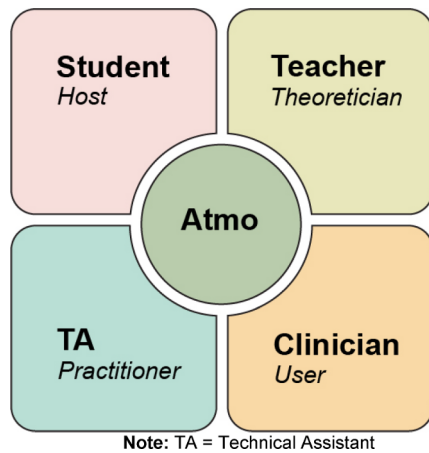 Student
Host
Teacher
Theoretician
Atmo
TA
Practitioner
Clinician
User
Note: TA = Technical Assistant